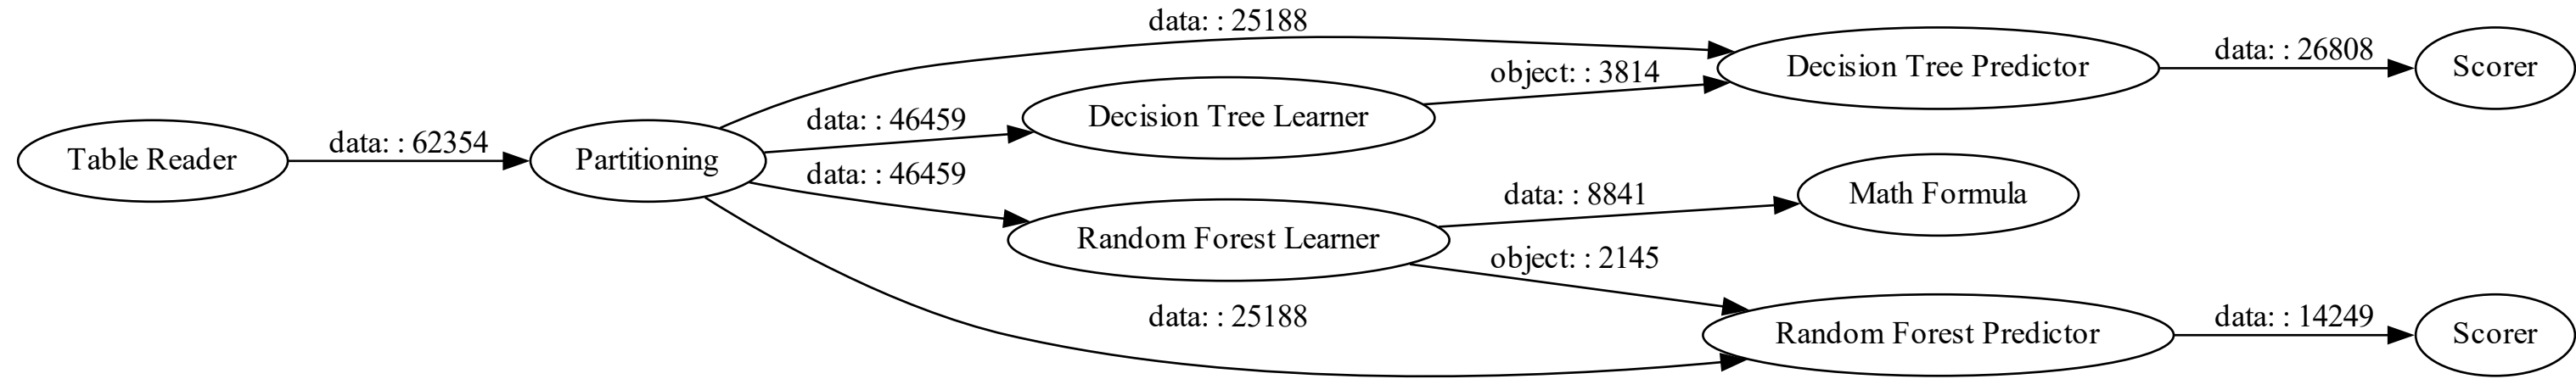 data: : 25188
Decision Tree Predictor
data: : 26808
Scorer
object: : 3814
Decision Tree Learner
data: : 46459
Table Reader
data: : 62354
Partitioning
data: : 46459
data: : 8841
Math Formula
Random Forest Learner
object: : 2145
data: : 25188
Random Forest Predictor
data: : 14249
Scorer